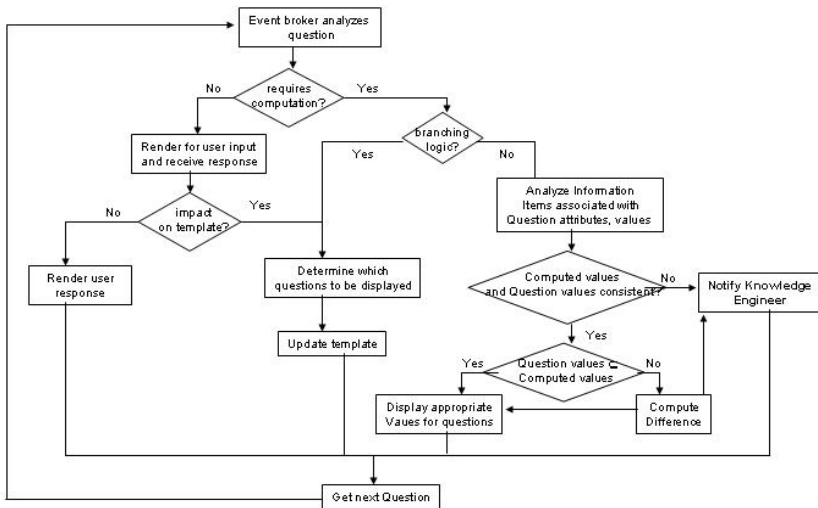 Event broker analyzes
question
No
requires
computation?
Yes
Render for user input
and receive response
branching
logic?
Yes
No
No
impact
on template?
Yes
Analyze Information
Items associated with
Question attributes, values
Render user
response
Determine which
questions to be displayed
Computed values
and Question values consistent?
No
Notify Knowledge
Engineer
Update template
Yes
Yes
Question values ⊆
Computed values
No
Display appropriate
Values for questions
Compute
Difference
Get next Question